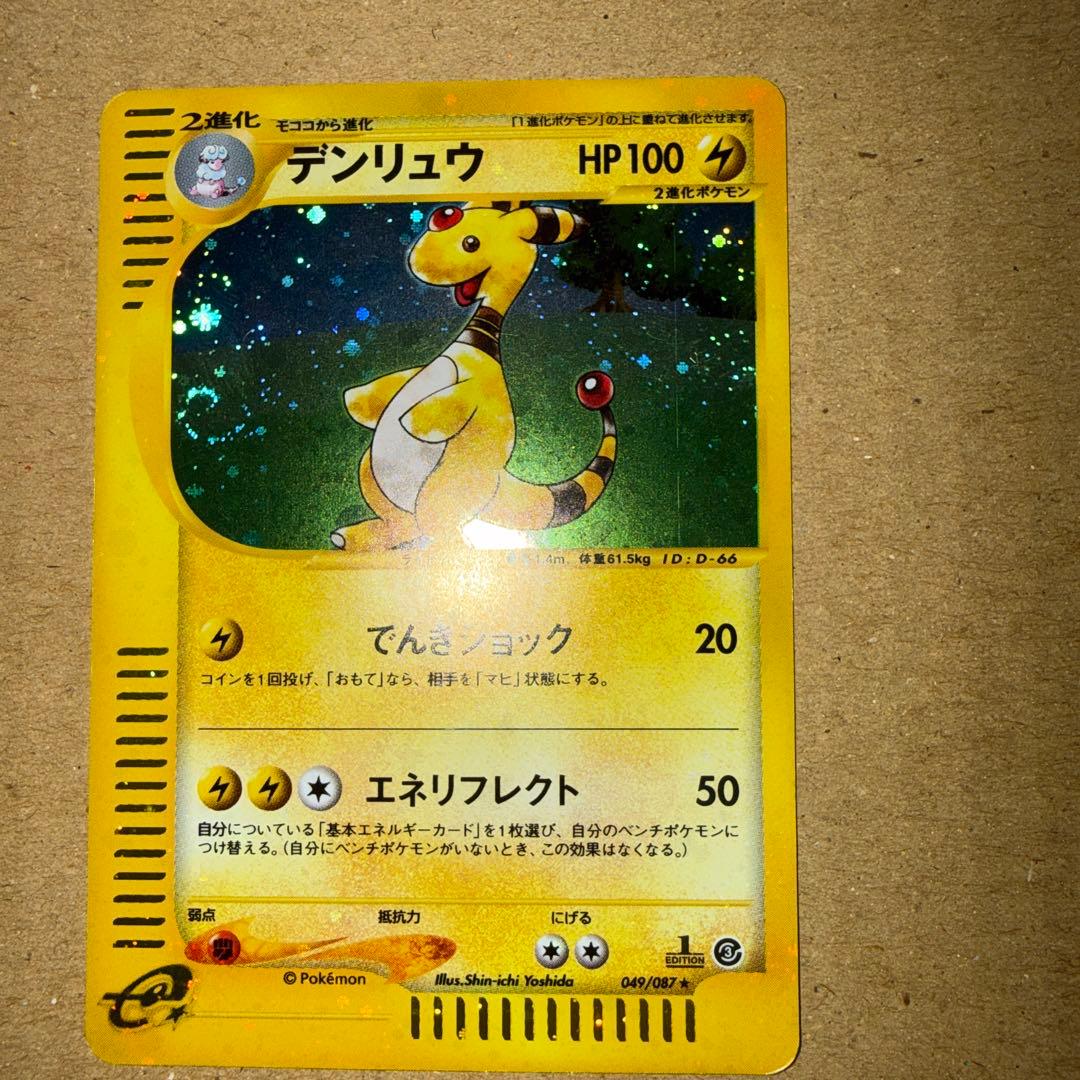 2進化 モココから進化 「1進化ポケモン」の上に重ねて進化させます。
デンリュウ HP100
2進化ポケモン
1.4m、体重61.5kg ID:D-66
でんきショック 20
コインを1回投げ、「おもて」なら、相手を「マヒ」状態にする。
エネリフレクト 50
自分についている「基本エネルギーカード」を1枚選び、自分のベンチポケモンに
つけ替える。(自分にベンチポケモンがいないとき、この効果はなくなる。)
弱点 抵抗力 にげる
1 EDITION
©Pokémon Illus.Shin-ichi Yoshida 049/087★
e